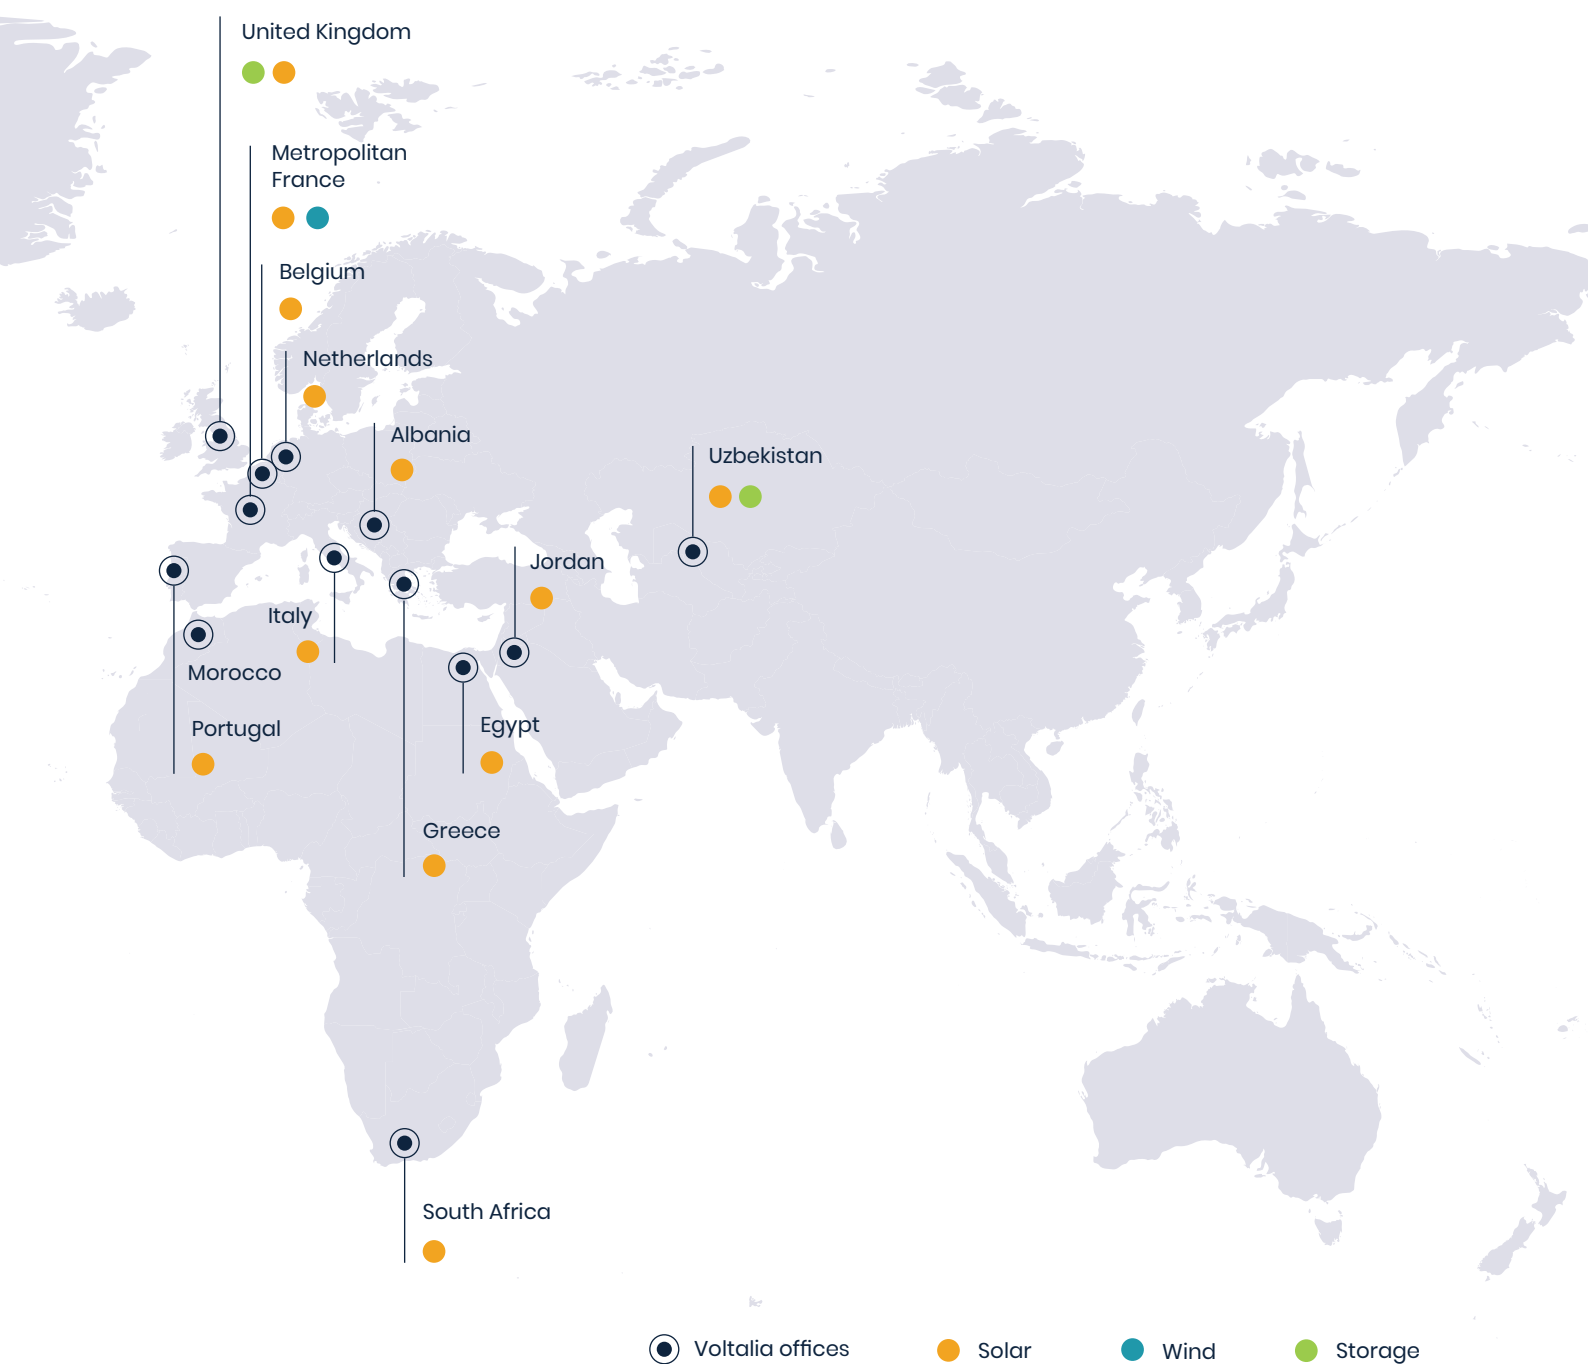 United Kingdom
Metropolitan
France
Belgium
Netherlands
Albania
Uzbekistan
Jordan
Italy
Morocco
Portugal
Egypt
Greece
South Africa
Voltalia offices
Solar
Wind
Storage